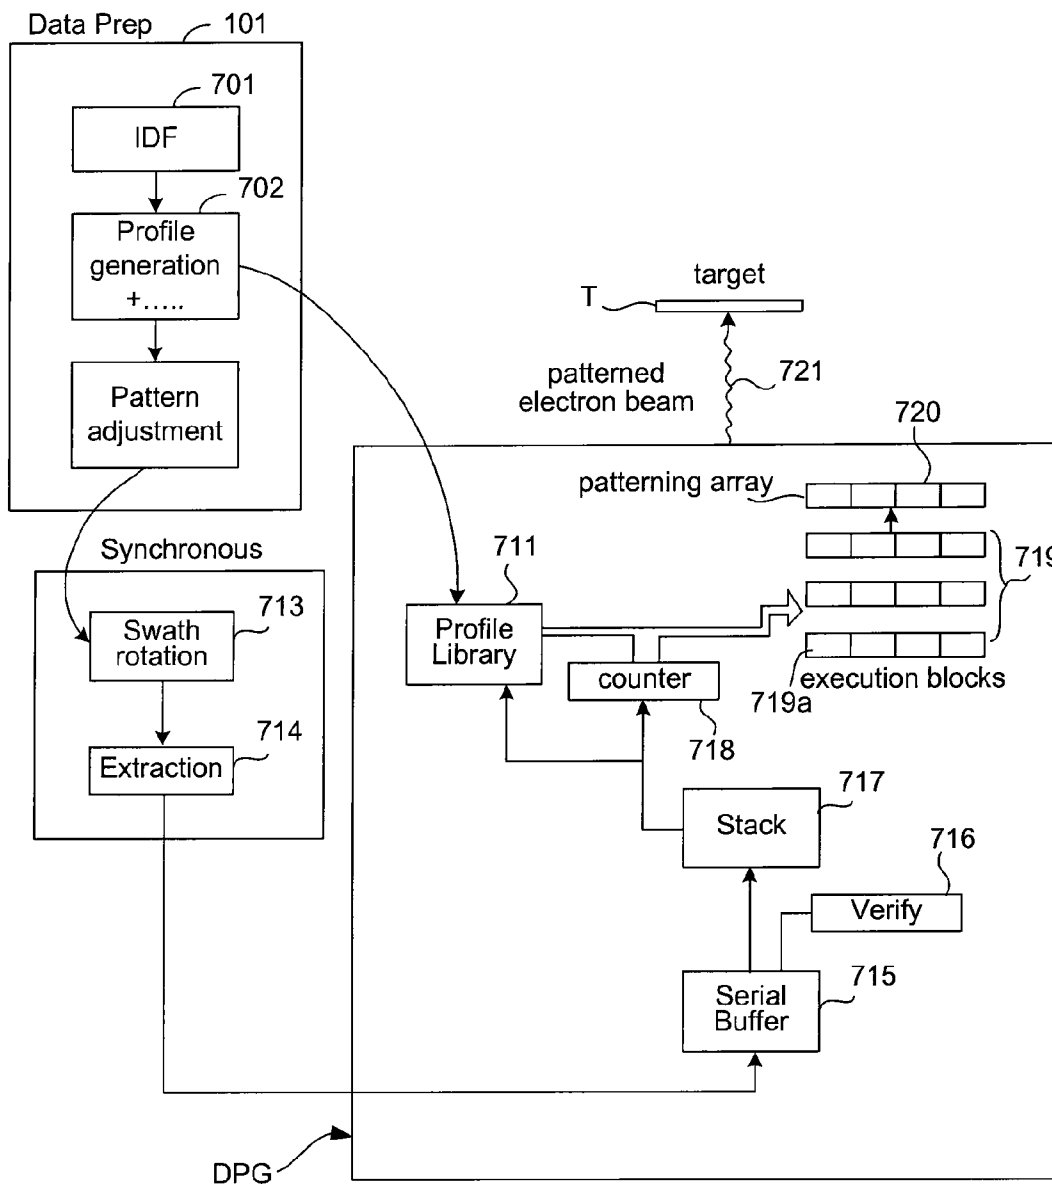 Data Prep
101
701
IDF
702
Profile
generation
+.....
Pattern
adjustment
target
T
patterned
electron beam
721
720
patterning array
719
Synchronous
711
713
Swath
rotation
Profile
Library
counter
719a
execution blocks
718
714
Extraction
717
Stack
716
Verify
715
Serial
Buffer
DPG